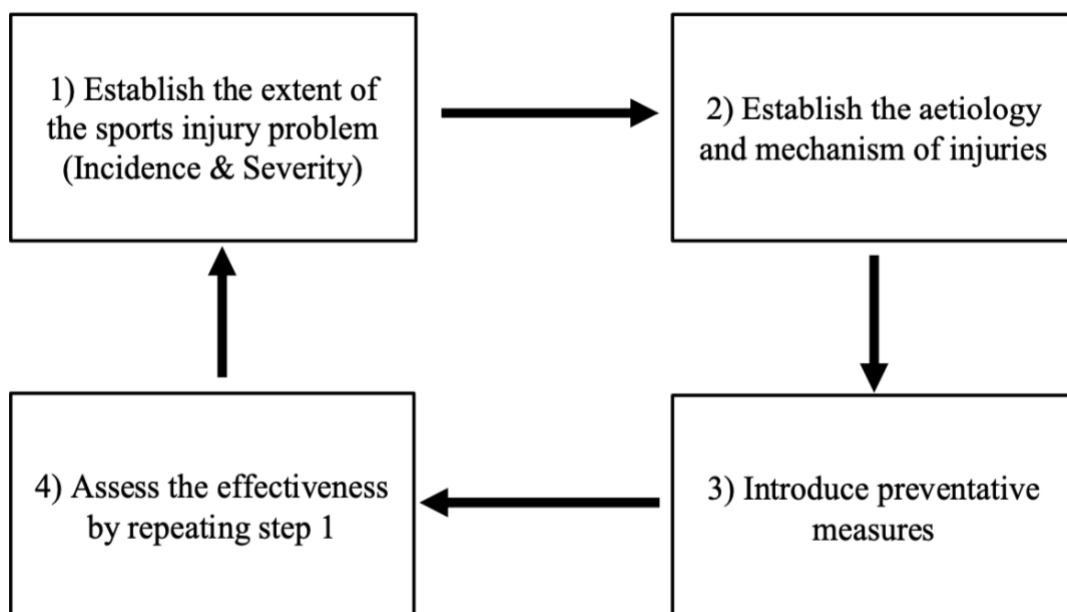 1) Establish the extent of
the sports injury problem
(Incidence & Severity)
2) Establish the aetiology
and mechanism of injuries
3) Introduce preventative
measures
4) Assess the effectiveness
by repeating step 1